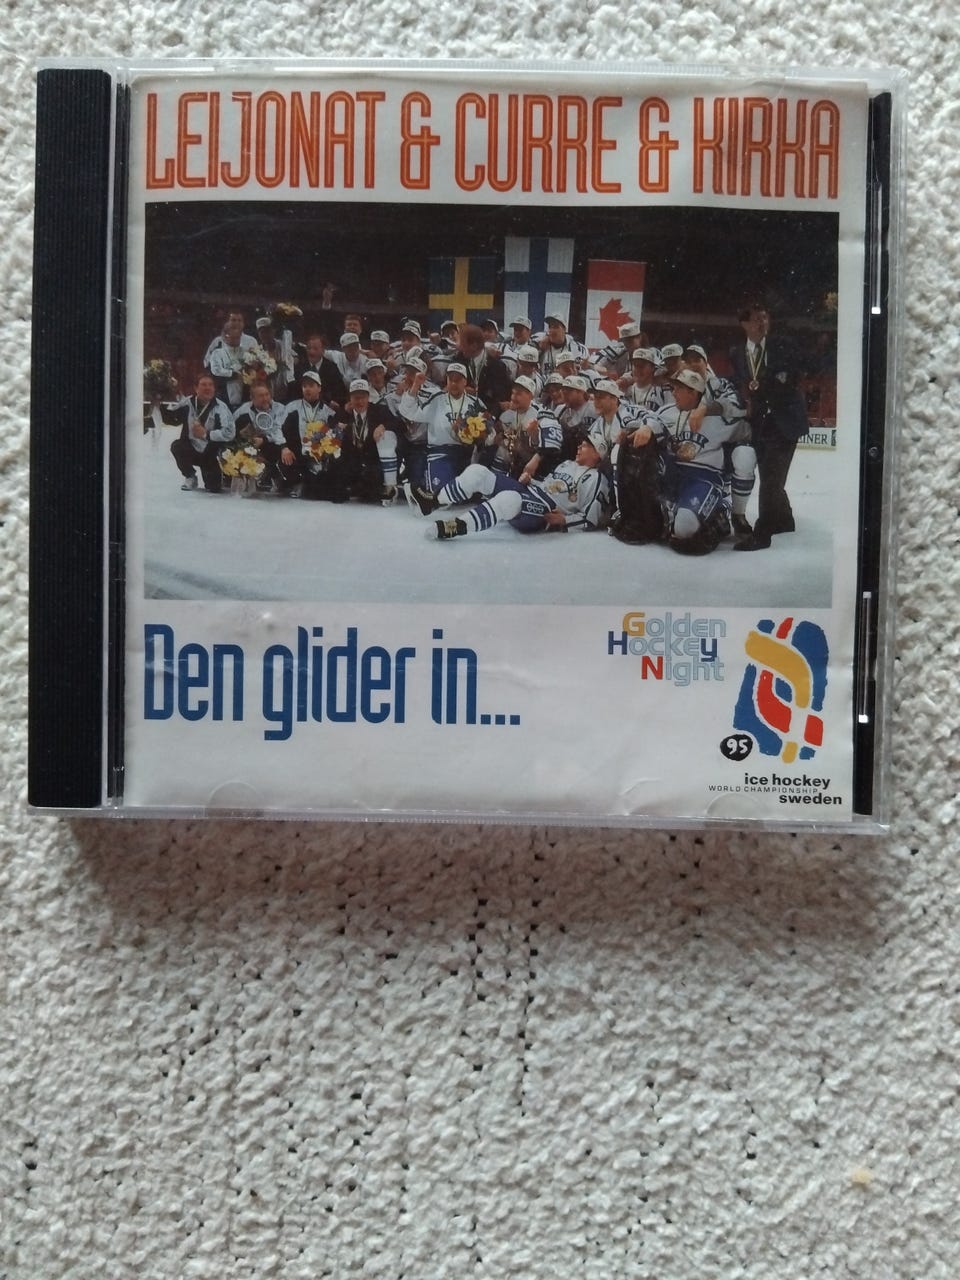 LEIJONAT & CURRE & KIRKA
Den glider in...
Golden
Hockey
Night
95
ice hockey
WORLD CHAMPIONSHIP
sweden